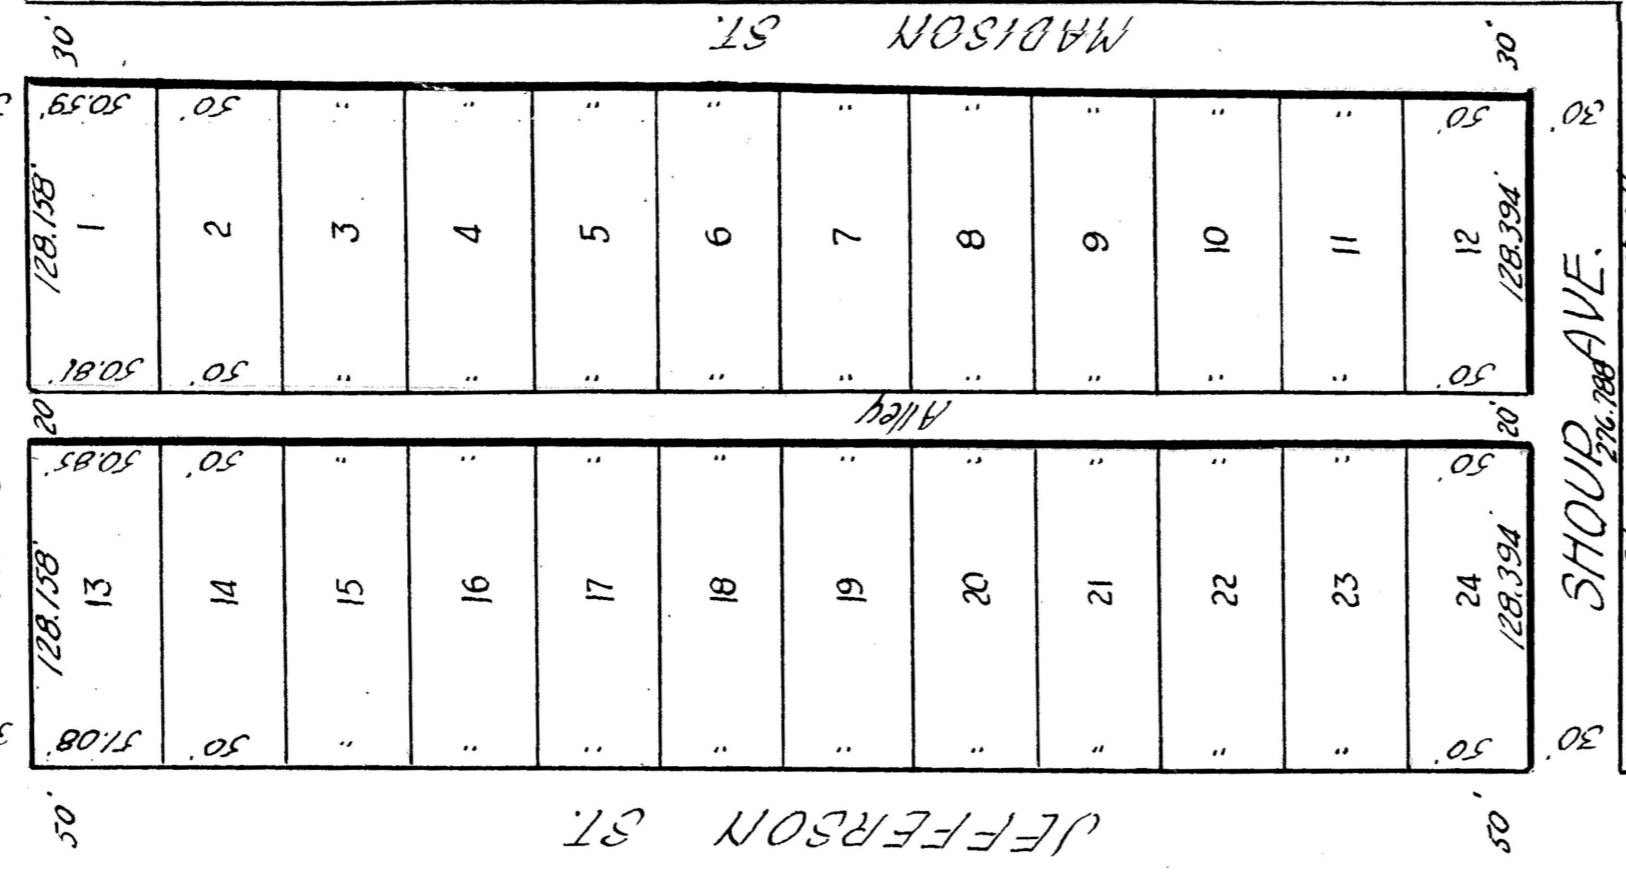 30' MADISON ST. 30'
50.59' 50' " " " " " " " " " 50' 30'
128.158' 128.394'
1 2 3 4 5 6 7 8 9 10 11 12
50.81' 50' " " " " " " " " " 50'
20' Alley 20'
SHOUP AVE.
276.788
50.85' 50' " " " " " " " " " 50'
128.158' 128.394'
13 14 15 16 17 18 19 20 21 22 23 24
51.08' 50' " " " " " " " " " 50' 30'
50' JEFFERSON ST. 50'